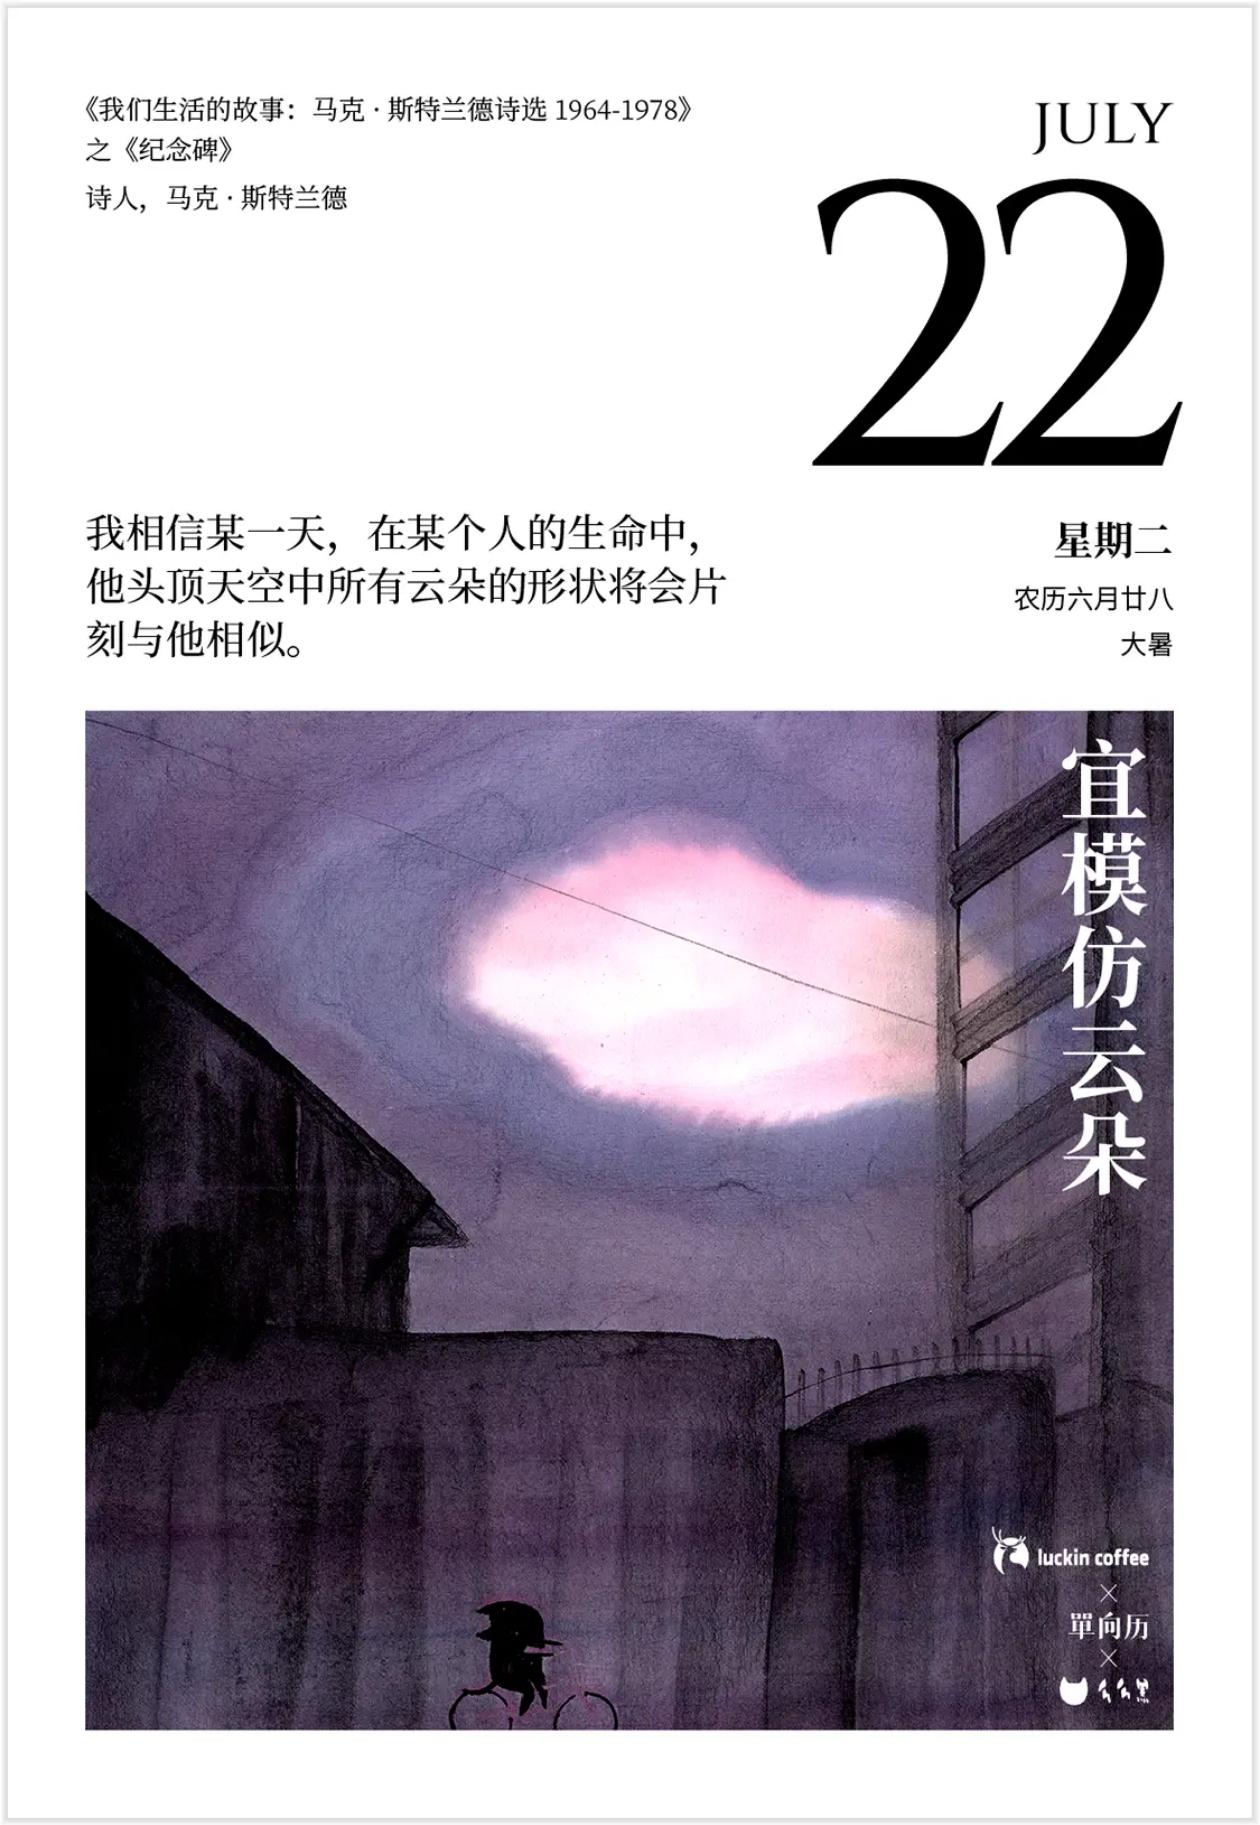 《我们生活的故事：马克·斯特兰德诗选 1964-1978》
之《纪念碑》
诗人，马克·斯特兰德
JULY
22
我相信某一天，在某个人的生命中，
他头顶天空中所有云朵的形状将会片
刻与他相似。
星期二
农历六月廿八
大暑
宜模仿云朵
luckin coffee
×
單向历
×